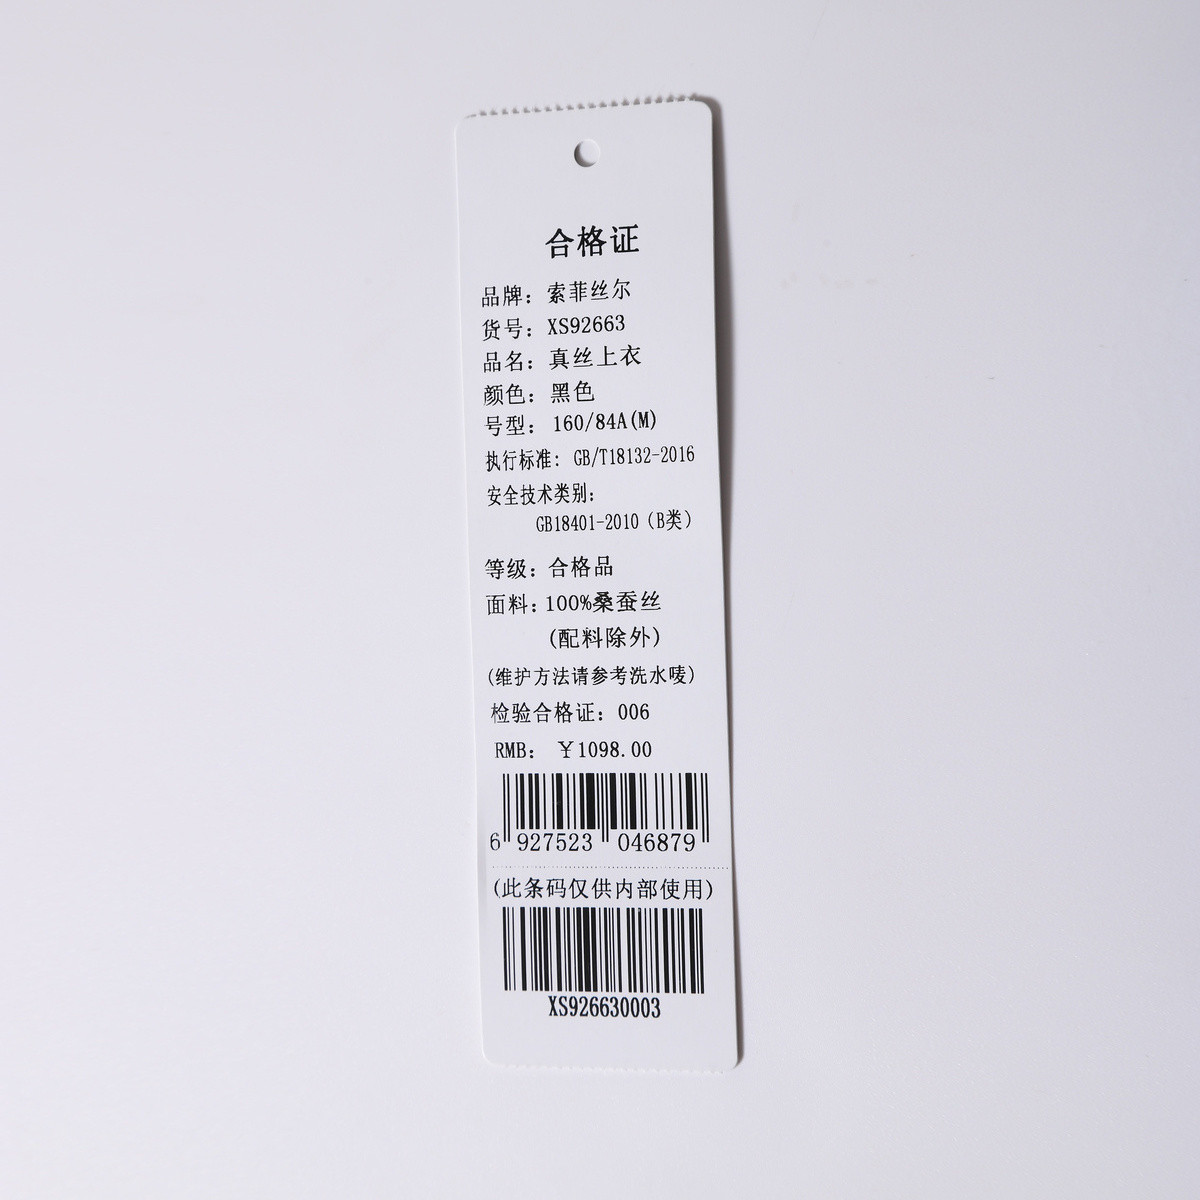 合格证
品牌：索菲丝尔
货号：XS92663
品名：真丝上衣
颜色：黑色
号型：160/84A(M)
执行标准：GB/T18132-2016
安全技术类别：
GB18401-2010（B类）
等级：合格品
面料：100%桑蚕丝
(配料除外)
(维护方法请参考洗水唛)
检验合格证：006
RMB：￥1098.00
6 927523 046879
(此条码仅供内部使用)
XS926630003